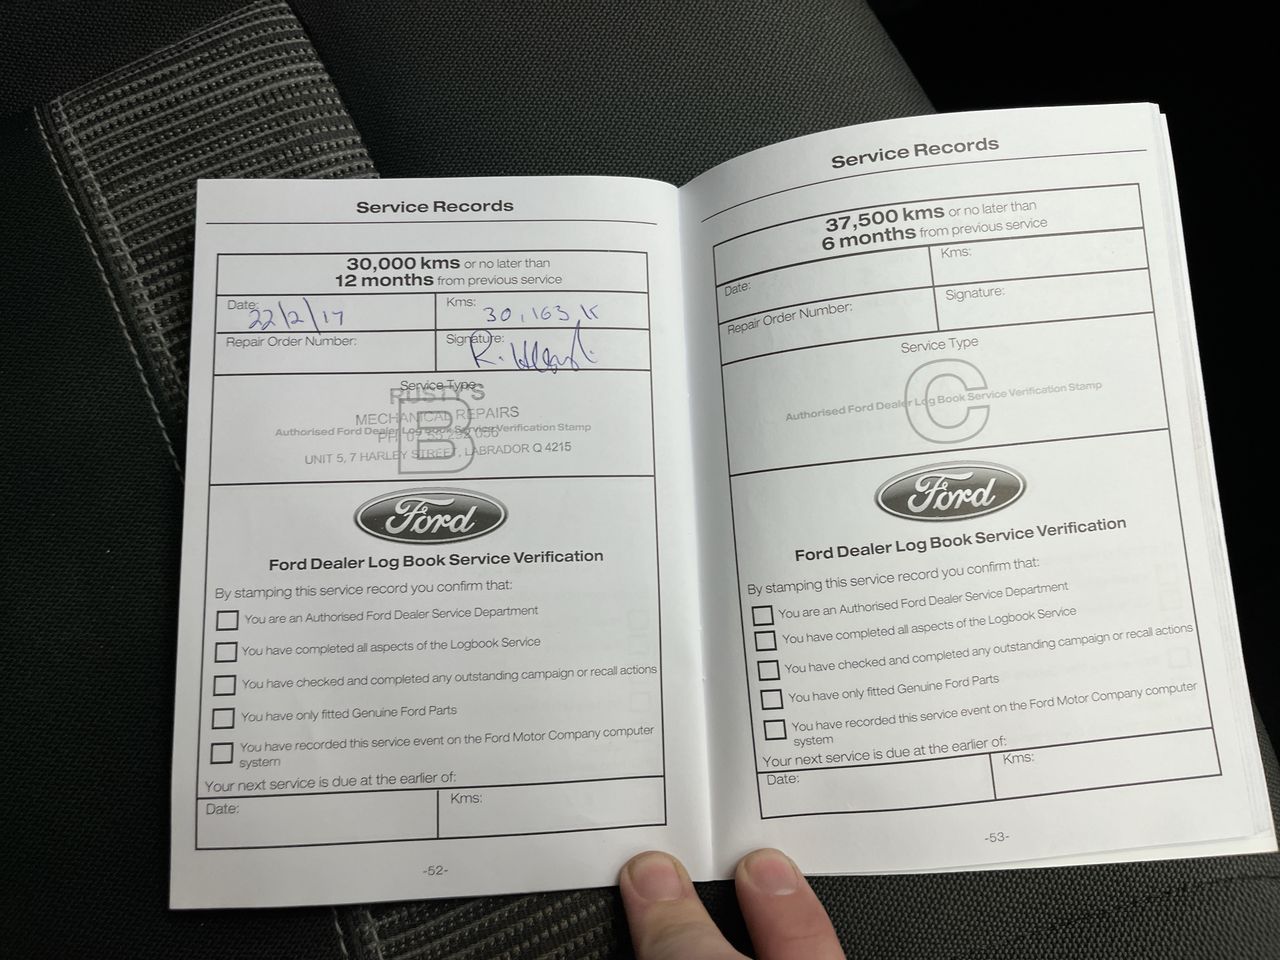 Service Records
30,000 kms or no later than
12 months from previous service
Date:
22/2/17
Kms:
30,163 K
Repair Order Number:
Signature:
Service Type
RUSTY'S
MECHANICAL REPAIRS
Authorised Ford Dealer Log Book Service Verification Stamp
B
UNIT 5, 7 HARLEY STREET, LABRADOR Q 4215
Ford
Ford Dealer Log Book Service Verification
By stamping this service record you confirm that:
You are an Authorised Ford Dealer Service Department
You have completed all aspects of the Logbook Service
You have checked and completed any outstanding campaign or recall actions
You have only fitted Genuine Ford Parts
You have recorded this service event on the Ford Motor Company computer
system
Your next service is due at the earlier of:
Date:
Kms:
-52-
Service Records
37,500 kms or no later than
6 months from previous service
Date:
Kms:
Repair Order Number:
Signature:
Service Type
C
Authorised Ford Dealer Log Book Service Verification Stamp
Ford
Ford Dealer Log Book Service Verification
By stamping this service record you confirm that:
You are an Authorised Ford Dealer Service Department
You have completed all aspects of the Logbook Service
You have checked and completed any outstanding campaign or recall actions
You have only fitted Genuine Ford Parts
You have recorded this service event on the Ford Motor Company computer
system
Your next service is due at the earlier of:
Date:
Kms:
-53-